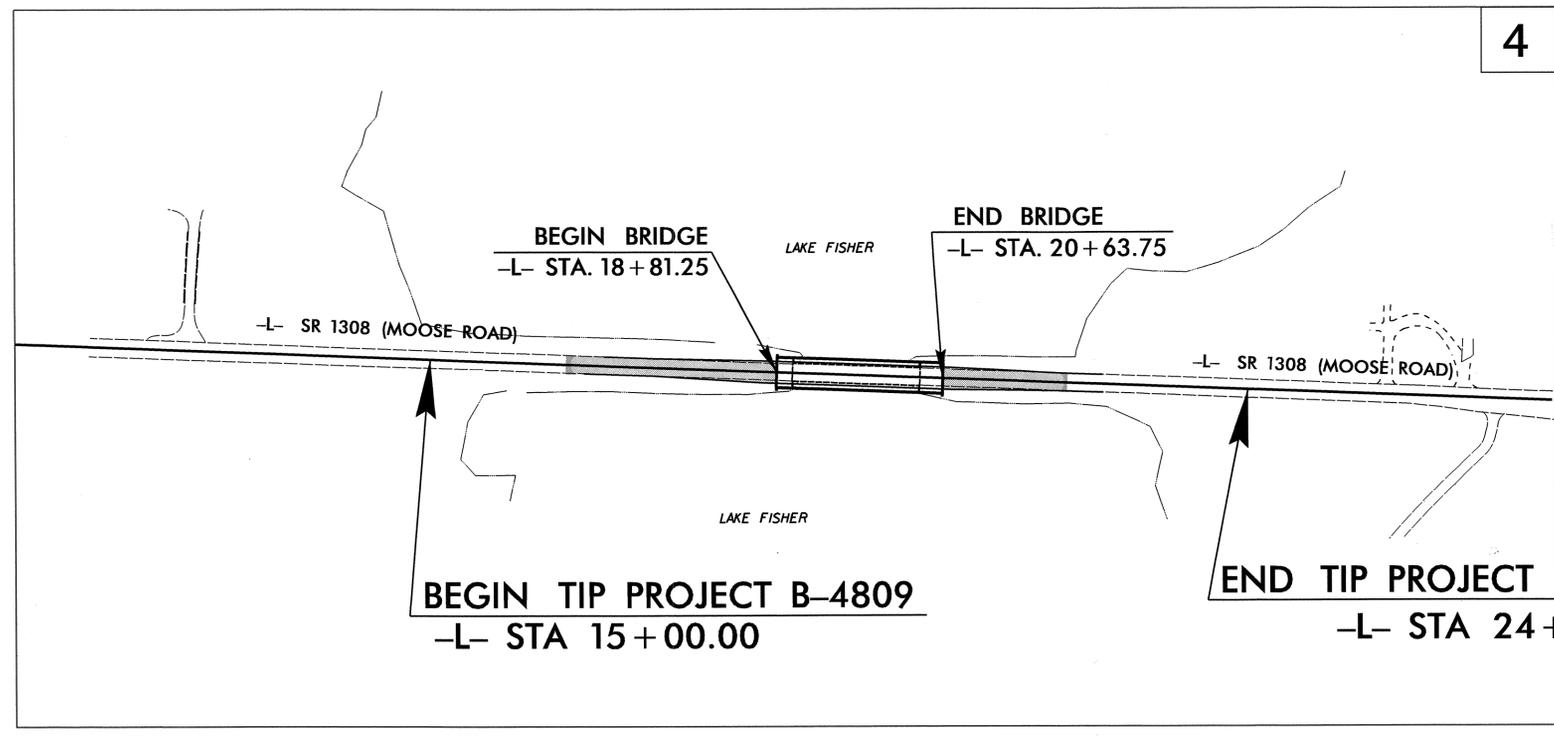 4
END BRIDGE
-L- STA. 20+63.75
BEGIN BRIDGE
-L- STA. 18+81.25
LAKE FISHER
-L- SR 1308 (MOOSE ROAD)
-L- SR 1308 (MOOSE ROAD)
LAKE FISHER
BEGIN TIP PROJECT B-4809
-L- STA 15+00.00
END TIP PROJECT
-L- STA 24+